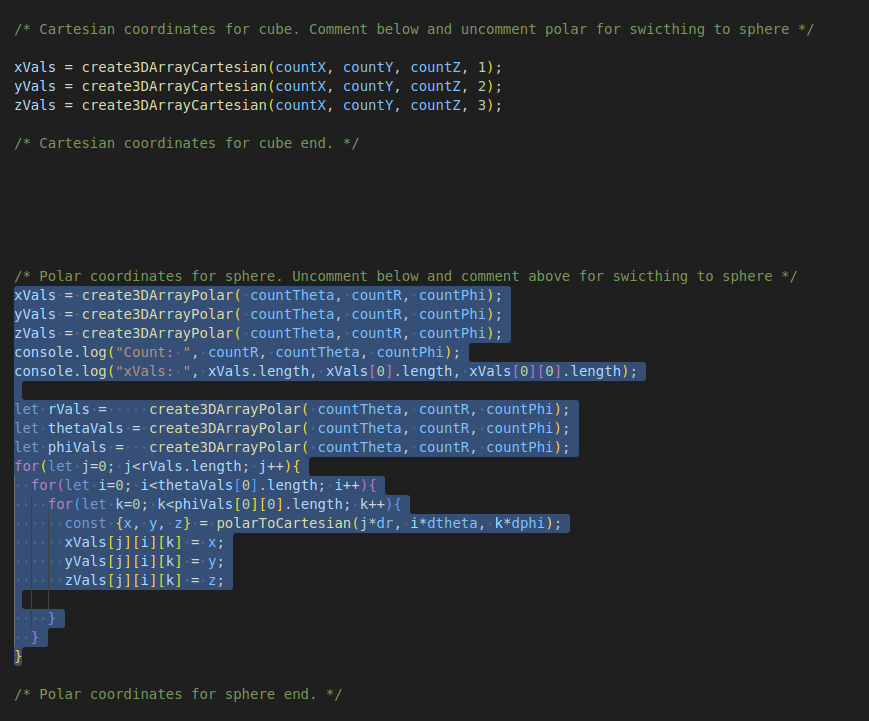 /* Cartesian coordinates for cube. Comment below and uncomment polar for swicthing to sphere */
xVals = create3DArrayCartesian(countX, countY, countZ, 1);
yVals = create3DArrayCartesian(countX, countY, countZ, 2);
zVals = create3DArrayCartesian(countX, countY, countZ, 3);
/* Cartesian coordinates for cube end. */
/* Polar coordinates for sphere. Uncomment below and comment above for swicthing to sphere */
xVals = create3DArrayPolar( countTheta, countR, countPhi);
yVals = create3DArrayPolar( countTheta, countR, countPhi);
zVals = create3DArrayPolar( countTheta, countR, countPhi);
console.log("Count: ", countR, countTheta, countPhi);
console.log("xVals: ", xVals.length, xVals[0].length, xVals[0][0].length);
let rVals =     create3DArrayPolar( countTheta, countR, countPhi);
let thetaVals = create3DArrayPolar( countTheta, countR, countPhi);
let phiVals =   create3DArrayPolar( countTheta, countR, countPhi);
for(let j=0; j<rVals.length; j++){
  for(let i=0; i<thetaVals[0].length; i++){
    for(let k=0; k<phiVals[0][0].length; k++){
      const {x, y, z} = polarToCartesian(j*dr, i*dtheta, k*dphi);
      xVals[j][i][k] = x;
      yVals[j][i][k] = y;
      zVals[j][i][k] = z;
    }
  }
}
/* Polar coordinates for sphere end. */